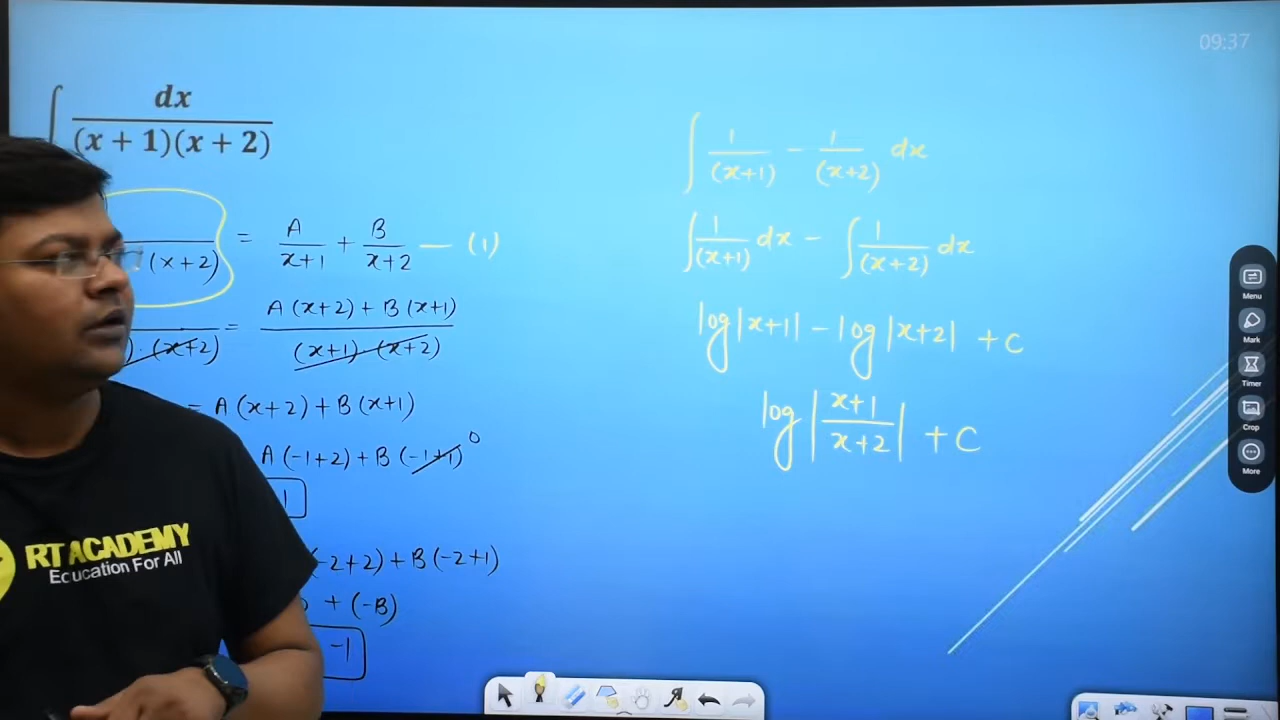 09:37
∫ dx / (x + 1)(x + 2)
(x+2) = A/x+1 + B/x+2 — (1)
) · (x+2) = A(x+2) + B(x+1) / (x+1) · (x+2)
= A(x+2) + B(x+1)
A(-1+2) + B(-1+1) 0
1
(-2+2) + B(-2+1)
+ (-B)
-1
∫ 1/(x+1) - 1/(x+2) dx
∫ 1/(x+1) dx - ∫ 1/(x+2) dx
log|x+1| - log|x+2| + c
log |x+1/x+2| + c
Menu
Mark
Timer
Crop
More
RT ACADEMY
Education For All